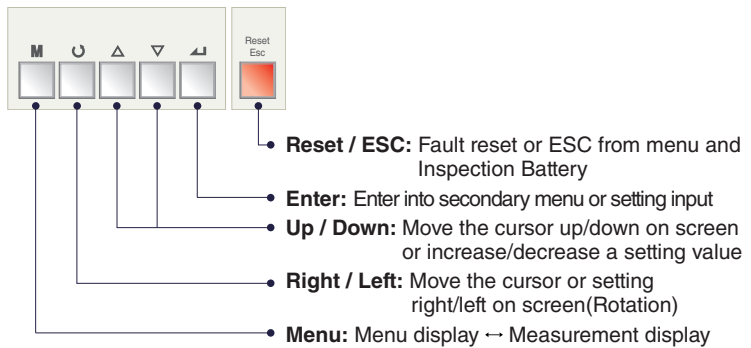 M
Reset
Esc
Reset / ESC: Fault reset or ESC from menu and
Inspection Battery
Enter: Enter into secondary menu or setting input
Up / Down: Move the cursor up/down on screen
or increase/decrease a setting value
Right / Left: Move the cursor or setting
right/left on screen(Rotation)
Menu: Menu display ↔ Measurement display